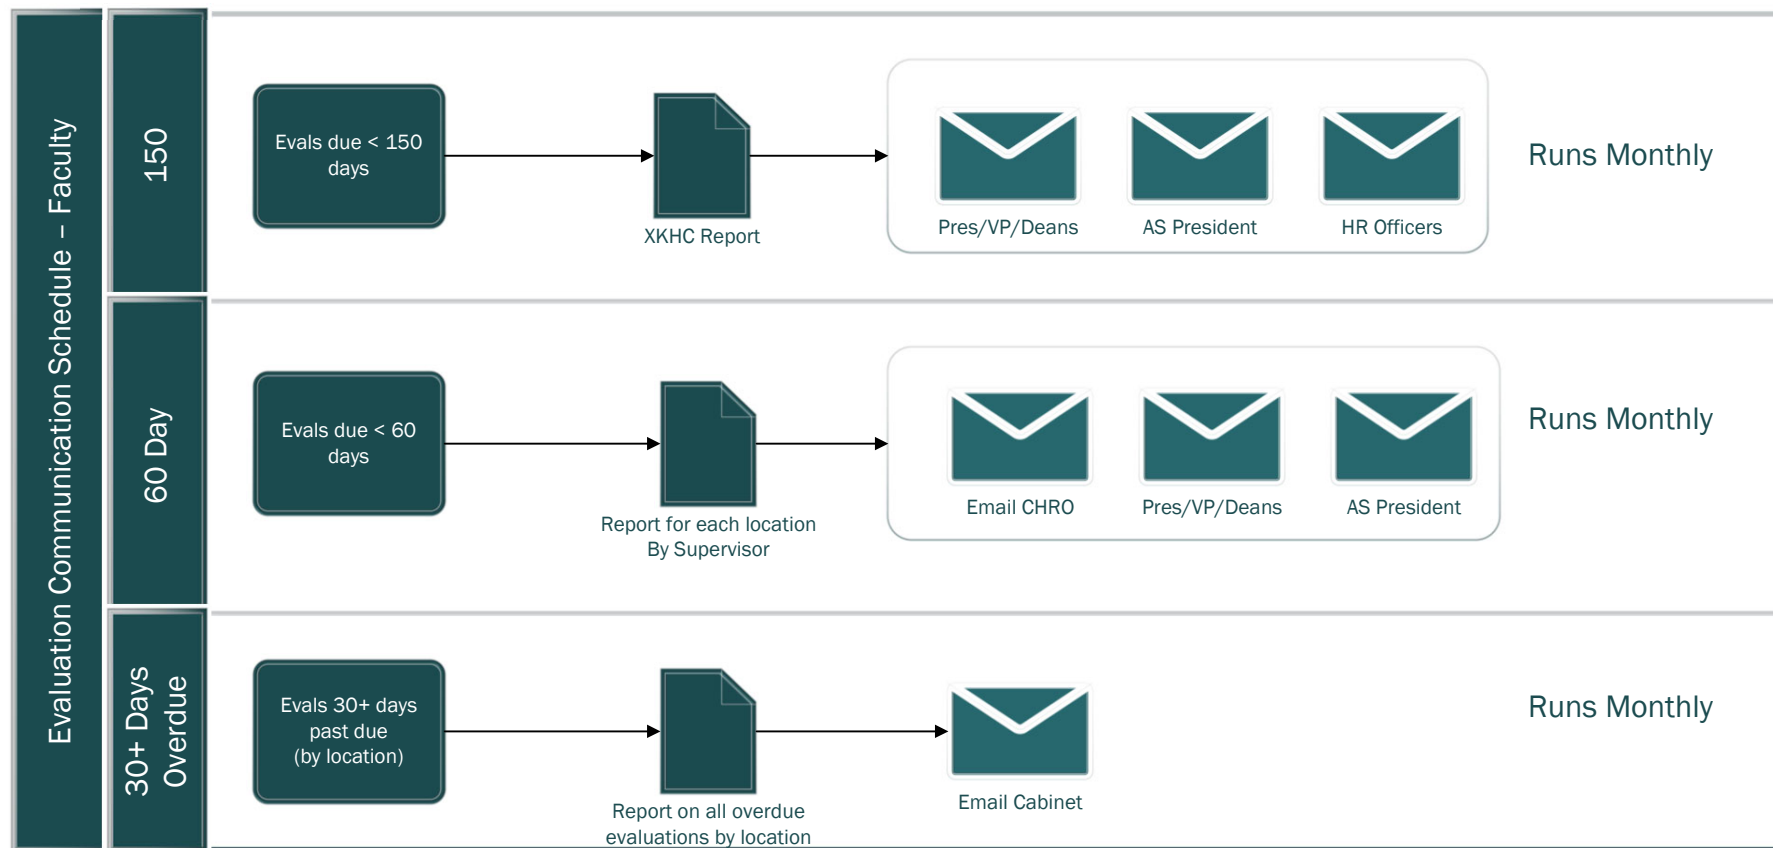 Evaluation Communication Schedule – Faculty
150
Evals due < 150
days
XKHC Report
Pres/VP/Deans
AS President
HR Officers
Runs Monthly
60 Day
Evals due < 60
days
Report for each location
By Supervisor
Email CHRO
Pres/VP/Deans
AS President
Runs Monthly
30+ Days
Overdue
Evals 30+ days
past due
(by location)
Report on all overdue
evaluations by location
Email Cabinet
Runs Monthly